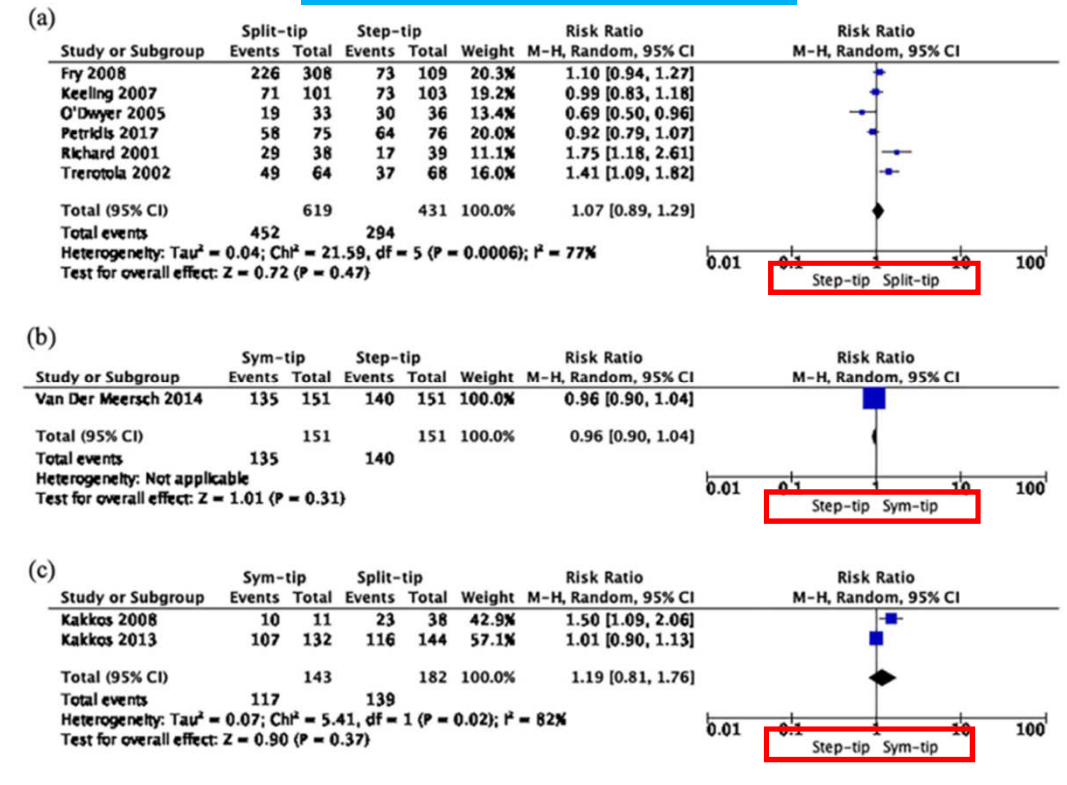 (a)
Split-tip Step-tip Risk Ratio Risk Ratio
Study or Subgroup Events Total Events Total Weight M-H, Random, 95% CI M-H, Random, 95% CI
Fry 2008 226 308 73 109 20.3% 1.10 [0.94, 1.27]
Keeling 2007 71 101 73 103 19.2% 0.99 [0.83, 1.18]
O'Dwyer 2005 19 33 30 36 13.4% 0.69 [0.50, 0.96]
Petridis 2017 58 75 64 76 20.0% 0.92 [0.79, 1.07]
Richard 2001 29 38 17 39 11.1% 1.75 [1.18, 2.61]
Trerotola 2002 49 64 37 68 16.0% 1.41 [1.09, 1.82]
Total (95% CI) 619 431 100.0% 1.07 [0.89, 1.29]
Total events 452 294
Heterogeneity: Tau² = 0.04; Chi² = 21.59, df = 5 (P = 0.0006); I² = 77%
Test for overall effect: Z = 0.72 (P = 0.47)
0.01 0.1 1 10 100
Step-tip Split-tip
(b)
Sym-tip Step-tip Risk Ratio Risk Ratio
Study or Subgroup Events Total Events Total Weight M-H, Random, 95% CI M-H, Random, 95% CI
Van Der Meersch 2014 135 151 140 151 100.0% 0.96 [0.90, 1.04]
Total (95% CI) 151 151 100.0% 0.96 [0.90, 1.04]
Total events 135 140
Heterogeneity: Not applicable
Test for overall effect: Z = 1.01 (P = 0.31)
0.01 0.1 1 10 100
Step-tip Sym-tip
(c)
Sym-tip Split-tip Risk Ratio Risk Ratio
Study or Subgroup Events Total Events Total Weight M-H, Random, 95% CI M-H, Random, 95% CI
Kakkos 2008 10 11 23 38 42.9% 1.50 [1.09, 2.06]
Kakkos 2013 107 132 116 144 57.1% 1.01 [0.90, 1.13]
Total (95% CI) 143 182 100.0% 1.19 [0.81, 1.76]
Total events 117 139
Heterogeneity: Tau² = 0.07; Chi² = 5.41, df = 1 (P = 0.02); I² = 82%
Test for overall effect: Z = 0.90 (P = 0.37)
0.01 0.1 1 10 100
Step-tip Sym-tip